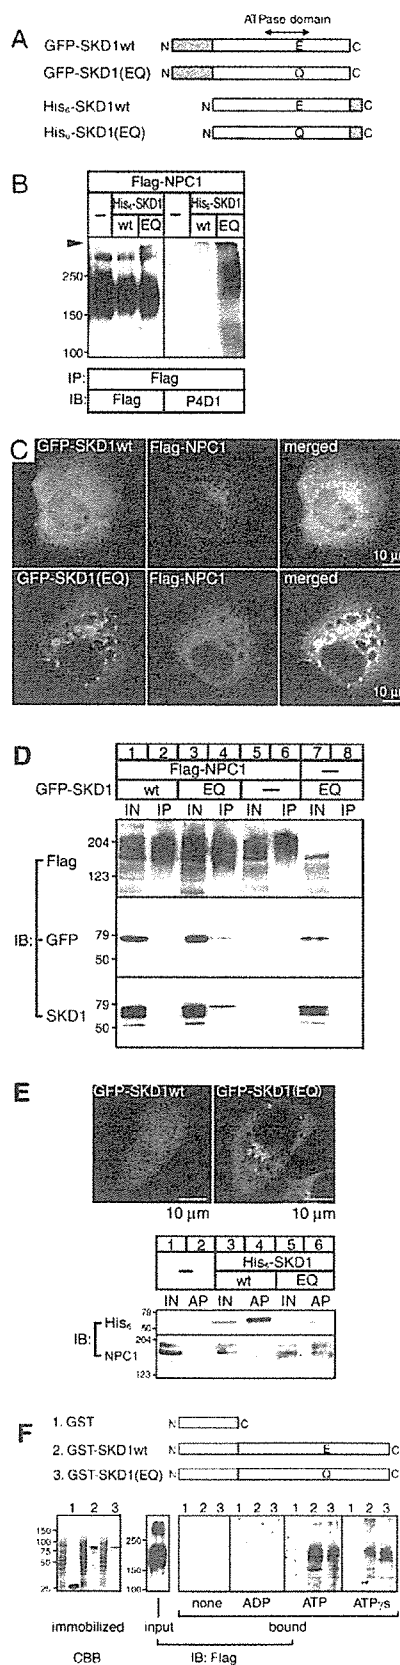 A
ATPase domain
GFP-SKD1wt N E C
GFP-SKD1(EQ) N Q C
His₆-SKD1wt N E C
His₆-SKD1(EQ) N Q C
B
Flag-NPC1
— His₆-SKD1 — His₆-SKD1
wt EQ wt EQ
250
150
100
IP: Flag
IB: Flag P4D1
C
GFP-SKD1wt Flag-NPC1 merged
10 μ
GFP-SKD1(EQ) Flag-NPC1 merged
10 μ
D
1 2 3 4 5 6 7 8
Flag-NPC1 —
GFP-SKD1: wt EQ — EQ
IN IP IN IP IN IP IN IP
204
Flag
123
IB: GFP 79
50
SKD1 79
50
E
GFP-SKD1wt GFP-SKD1(EQ)
10 μm 10 μm
1 2 3 4 5 6
— His₆-SKD1
wt EQ
IN AP IN AP IN AP
79
His₆
50
IB: 204
NPC1
123
F
1. GST N C
2. GST-SKD1wt N E C
3. GST-SKD1(EQ) N Q C
1 2 3 1 2 3 1 2 3 1 2 3 1 2 3
150
100
75
50
25
250
150
100
none ADP ATP ATPγs
immobilized input bound
CBB IB: Flag